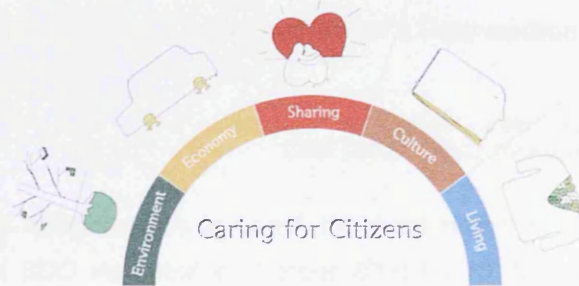 Sharing
Economy
Culture
Environment
Living
Caring for Citizens